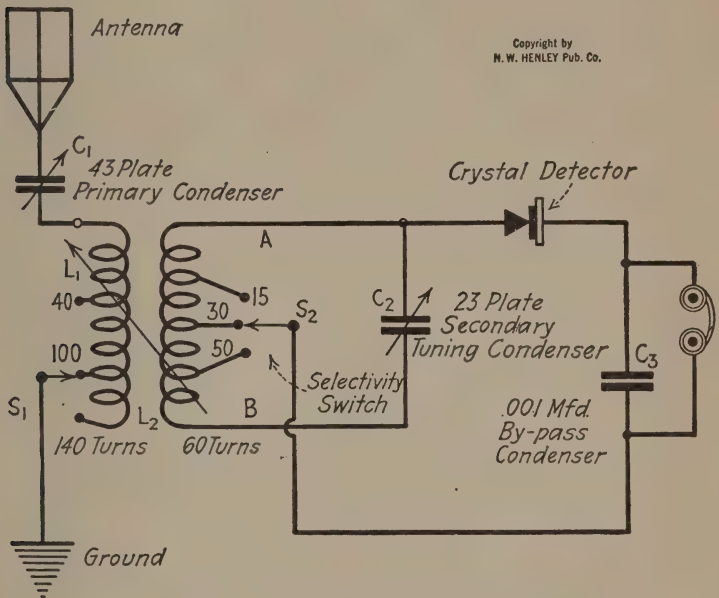 Antenna
Copyright by
N.W. HENLEY Pub. Co.
C1
43 Plate
Primary Condenser
Crystal Detector
A
L1
40
15
30
S2
C2
23 Plate
Secondary
Tuning Condenser
100
50
Selectivity
Switch
C3
S1
L2
B
140 Turns
60 Turns
.001 Mfd.
By-pass
Condenser
Ground